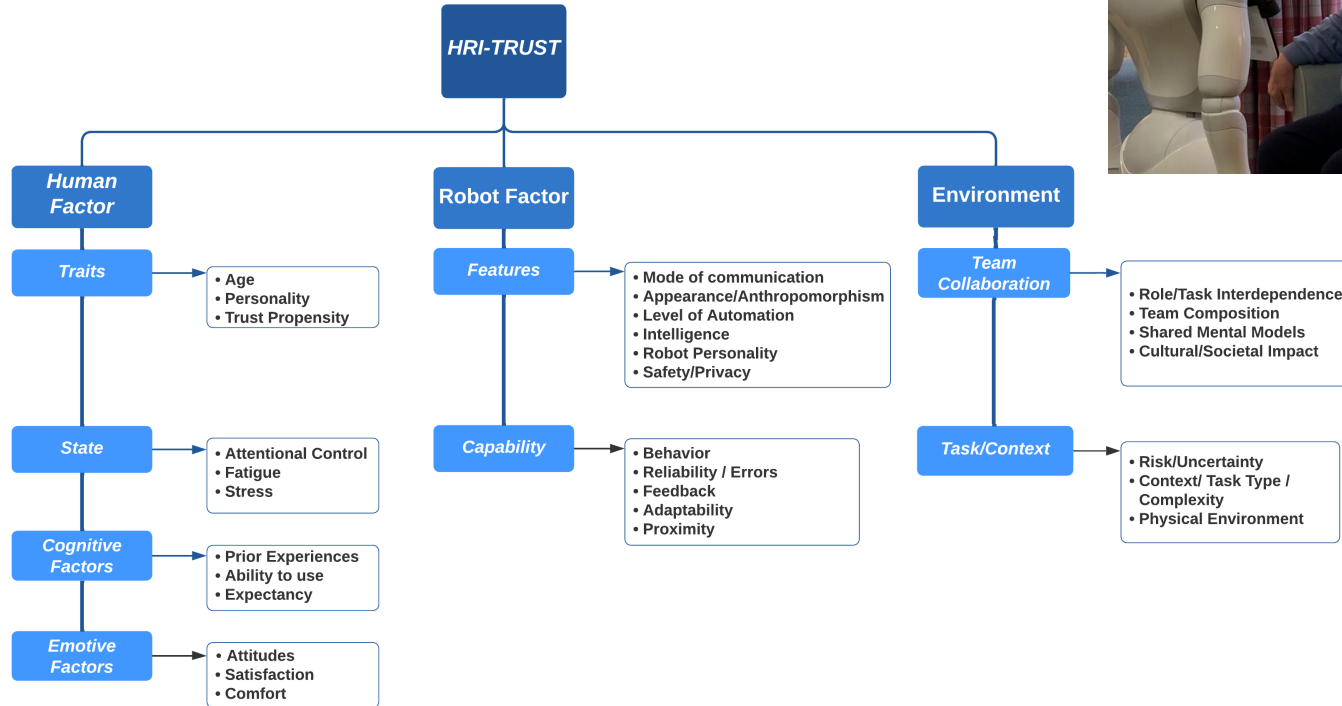 HRI-TRUST
Human
Factor
Traits
• Age
• Personality
• Trust Propensity
State
• Attentional Control
• Fatigue
• Stress
Cognitive
Factors
• Prior Experiences
• Ability to use
• Expectancy
Emotive
Factors
• Attitudes
• Satisfaction
• Comfort
Robot Factor
Features
• Mode of communication
• Appearance/Anthropomorphism
• Level of Automation
• Intelligence
• Robot Personality
• Safety/Privacy
Capability
• Behavior
• Reliability / Errors
• Feedback
• Adaptability
• Proximity
Environment
Team
Collaboration
• Role/Task Interdependence
• Team Composition
• Shared Mental Models
• Cultural/Societal Impact
Task/Context
• Risk/Uncertainty
• Context/ Task Type /
Complexity
• Physical Environment